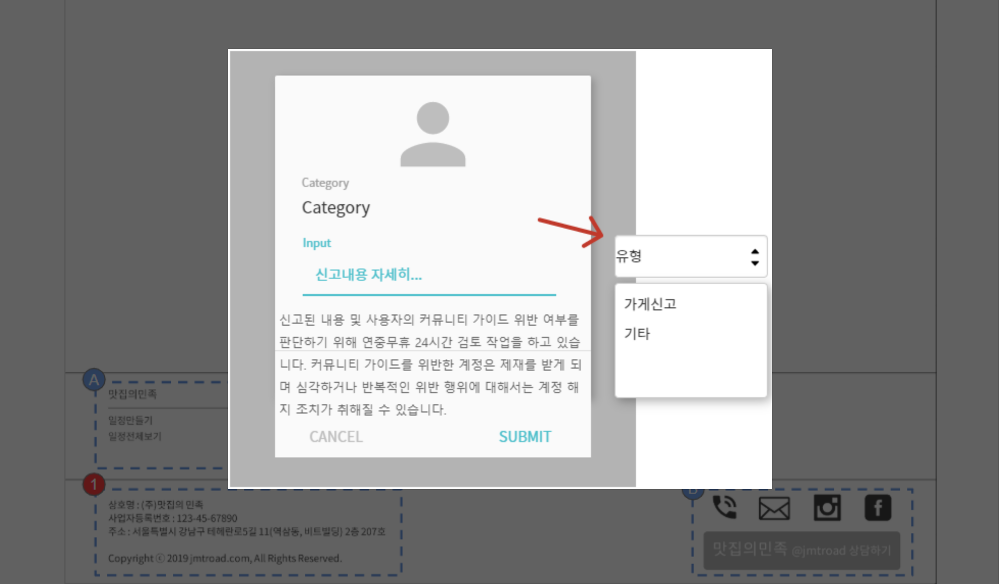 Category
Category
Input
신고내용 자세히...
신고된 내용 및 사용자의 커뮤니티 가이드 위반 여부를
판단하기 위해 연중무휴 24시간 검토 작업을 하고 있습
니다. 커뮤니티 가이드를 위반한 계정은 제재를 받게 되
며 심각하거나 반복적인 위반 행위에 대해서는 계정 해
지 조치가 취해질 수 있습니다.
CANCEL
SUBMIT
유형
가게신고
기타
A
맛집의민족
일정만들기
일정전체보기
1
상호명 : (주)맛집의 민족
사업자등록번호 : 123-45-67890
주소 : 서울특별시 강남구 테헤란로5길 11(역삼동, 비트빌딩) 2층 207호
Copyright ⓒ 2019 jmtroad.com, All Rights Reserved.
B
맛집의민족 @jmtroad 상담하기